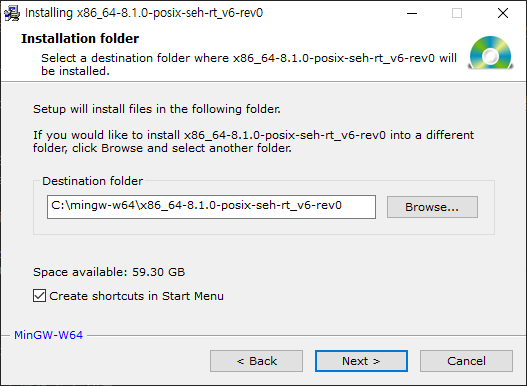 Installing x86_64-8.1.0-posix-seh-rt_v6-rev0
Installation folder
Select a destination folder where x86_64-8.1.0-posix-seh-rt_v6-rev0 will
be installed.
Setup will install files in the following folder.
If you would like to install x86_64-8.1.0-posix-seh-rt_v6-rev0 into a different
folder, click Browse and select another folder.
Destination folder
C:\mingw-w64\x86_64-8.1.0-posix-seh-rt_v6-rev0
Browse...
Space available: 59.30 GB
Create shortcuts in Start Menu
MinGW-W64
< Back
Next >
Cancel